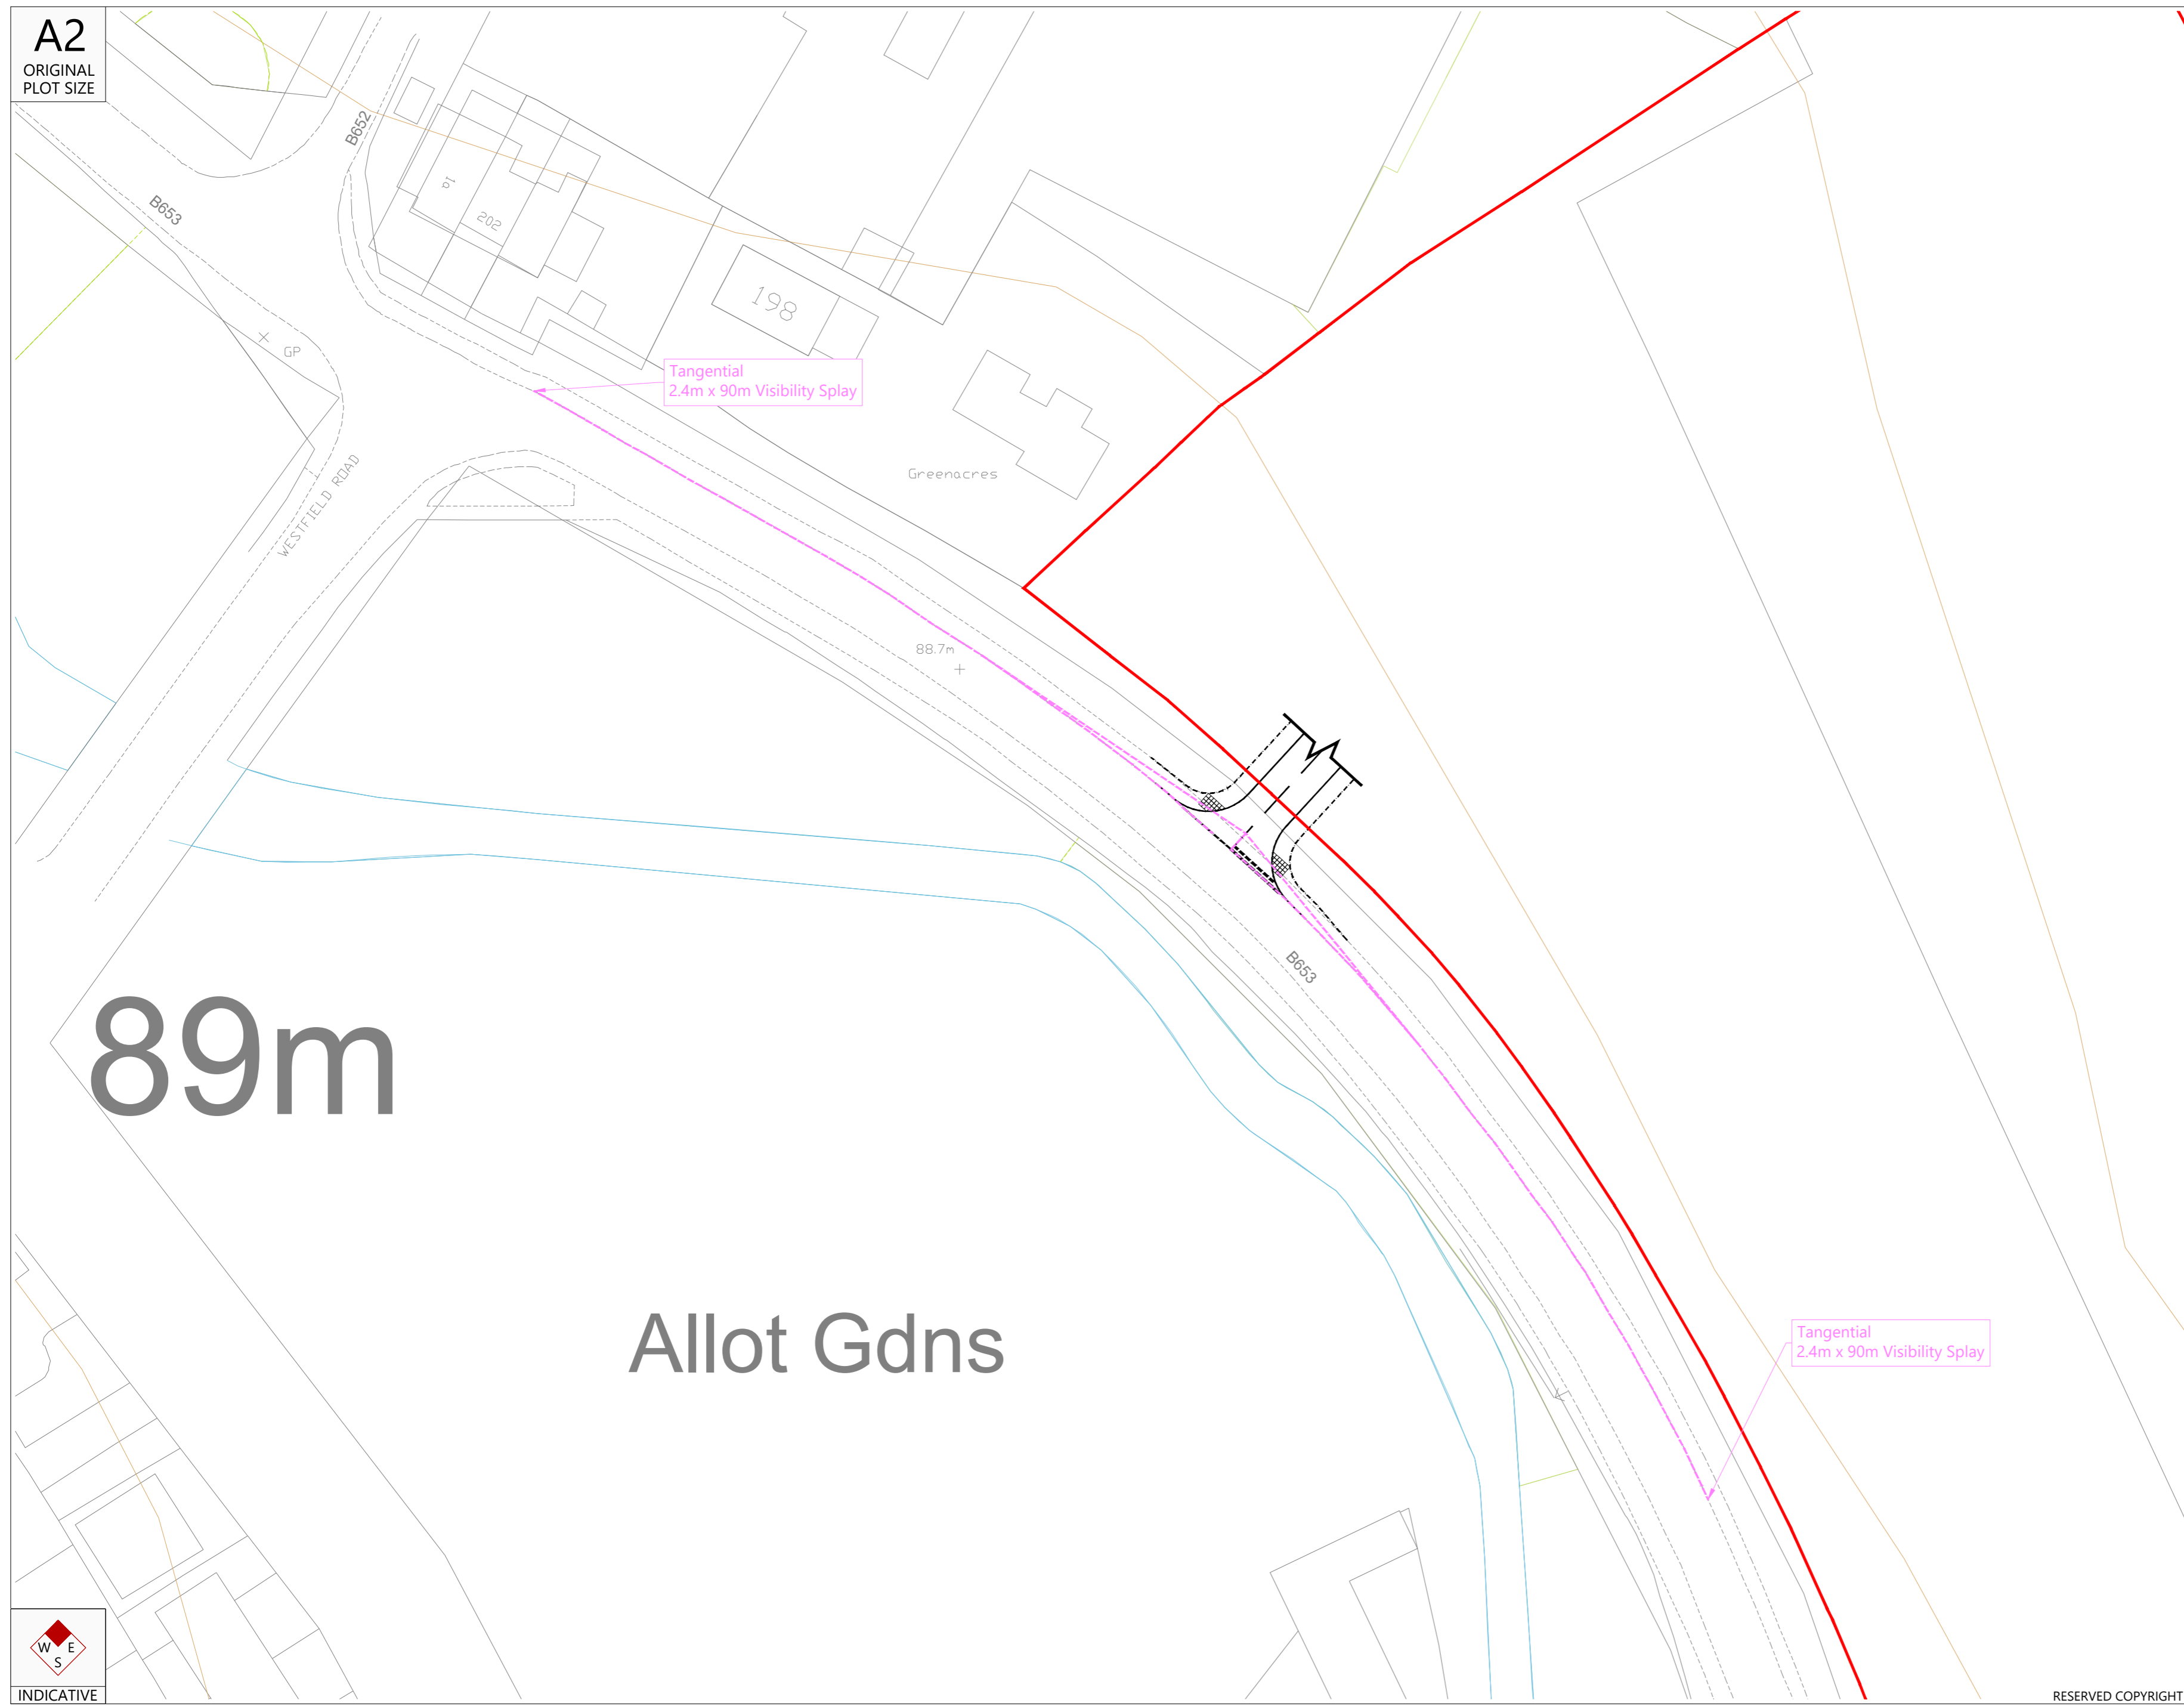 A2
ORIGINAL
PLOT SIZE
B652
B653
1a
202
198
GP
Tangential
2.4m x 90m Visibility Splay
Greenacres
WESTFIELD ROAD
88.7m
B653
89m
Allot Gdns
Tangential
2.4m x 90m Visibility Splay
W E
S
INDICATIVE
RESERVED COPYRIGHT